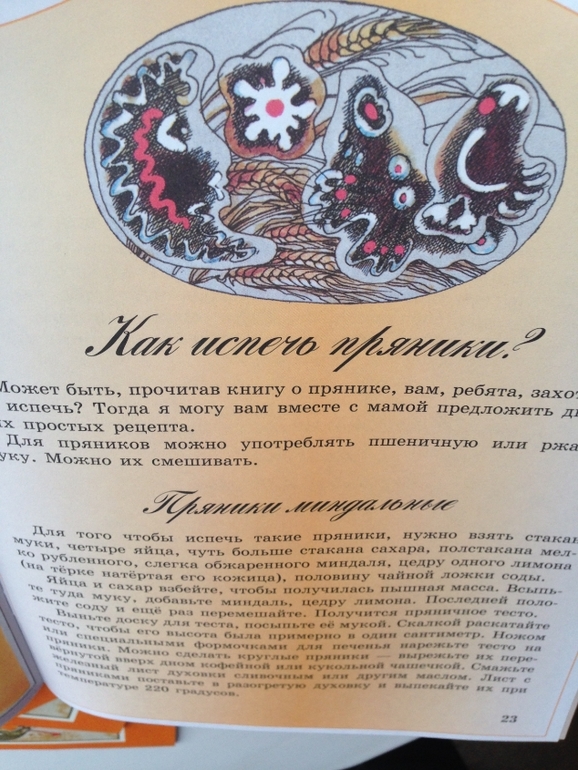 Как испечь пряники?
Может быть, прочитав книгу о прянике, вам, ребята,
испечь? Тогда я могу вам вместе с мамой предложить
простых рецепта.
Для пряников можно употреблять пшеничную или
Можно их смешивать.
Пряники миндальные
Для того чтобы испечь такие пряники, нужно взять стакан
муки, четыре яйца, чуть больше стакана сахара, полстакана мел-
ко рубленного, слегка обжаренного миндаля, цедру одного лимона
(на тёрке натёртая его кожица), половину чайной ложки соды.
Яйца и сахар взбейте, чтобы получилась пышная масса. Всыпь-
те туда муку, добавьте миндаль, цедру лимона. Последней поло-
жите соду и ещё раз перемешайте. Получится пряничное тесто.
Выньте доску для теста, посыпьте её мукой. Скалкой раскатайте
тесто, чтобы его высота была примерно в один сантиметр. Ножом
или специальными формочками для печенья нарежьте тесто на
пряники. Можно сделать круглые пряники — вырежьте их пере-
вёрнутой вверх дном кофейной или кукольной чашечкой. Смажьте
железный лист духовки сливочным или другим маслом. Лист с
пряниками поставьте в разогретую духовку и выпекайте их при
температуре 220 градусов.
23